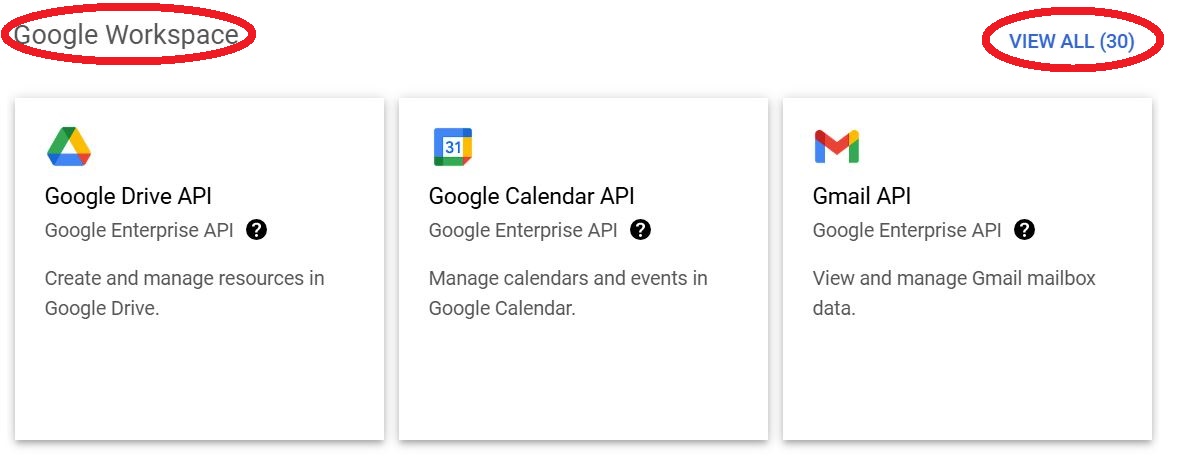 Google Workspace
VIEW ALL (30)
31
Google Drive API
Google Enterprise API ?
Create and manage resources in
Google Drive.
Google Calendar API
Google Enterprise API ?
Manage calendars and events in
Google Calendar.
Gmail API
Google Enterprise API ?
View and manage Gmail mailbox
data.